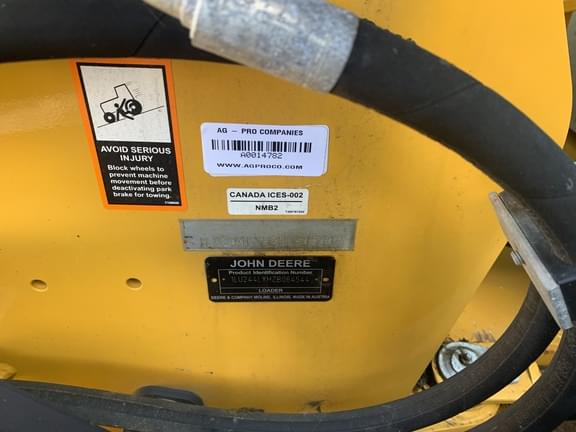 AVOID SERIOUS
INJURY
Block wheels to
prevent machine
movement before
deactivating park
brake for towing.
AG - PRO COMPANIES
A0014782
WWW.AGPROCO.COM
CANADA ICES-002
NMB2
JOHN DEERE
Product Identification Number
* 1LU244LXHZB064544 *
LOADER
DEERE & COMPANY MOLINE, ILLINOIS, MADE IN AUSTRIA